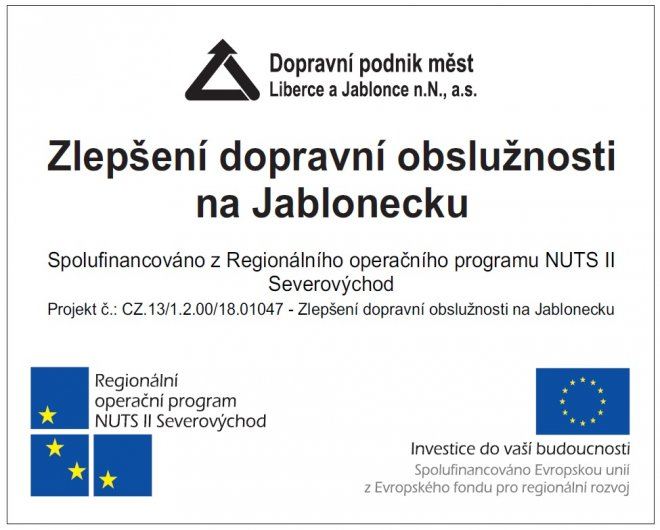 Dopravní podnik měst
Liberce a Jablonce n.N., a.s.
Zlepšení dopravní obslužnosti
na Jablonecku
Spolufinancováno z Regionálního operačního programu NUTS II
Severovýchod
Projekt č.: CZ.13/1.2.00/18.01047 - Zlepšení dopravní obslužnosti na Jablonecku
Regionální
operační program
NUTS II Severovýchod
Investice do vaší budoucnosti
Spolufinancováno Evropskou unií
z Evropského fondu pro regionální rozvoj